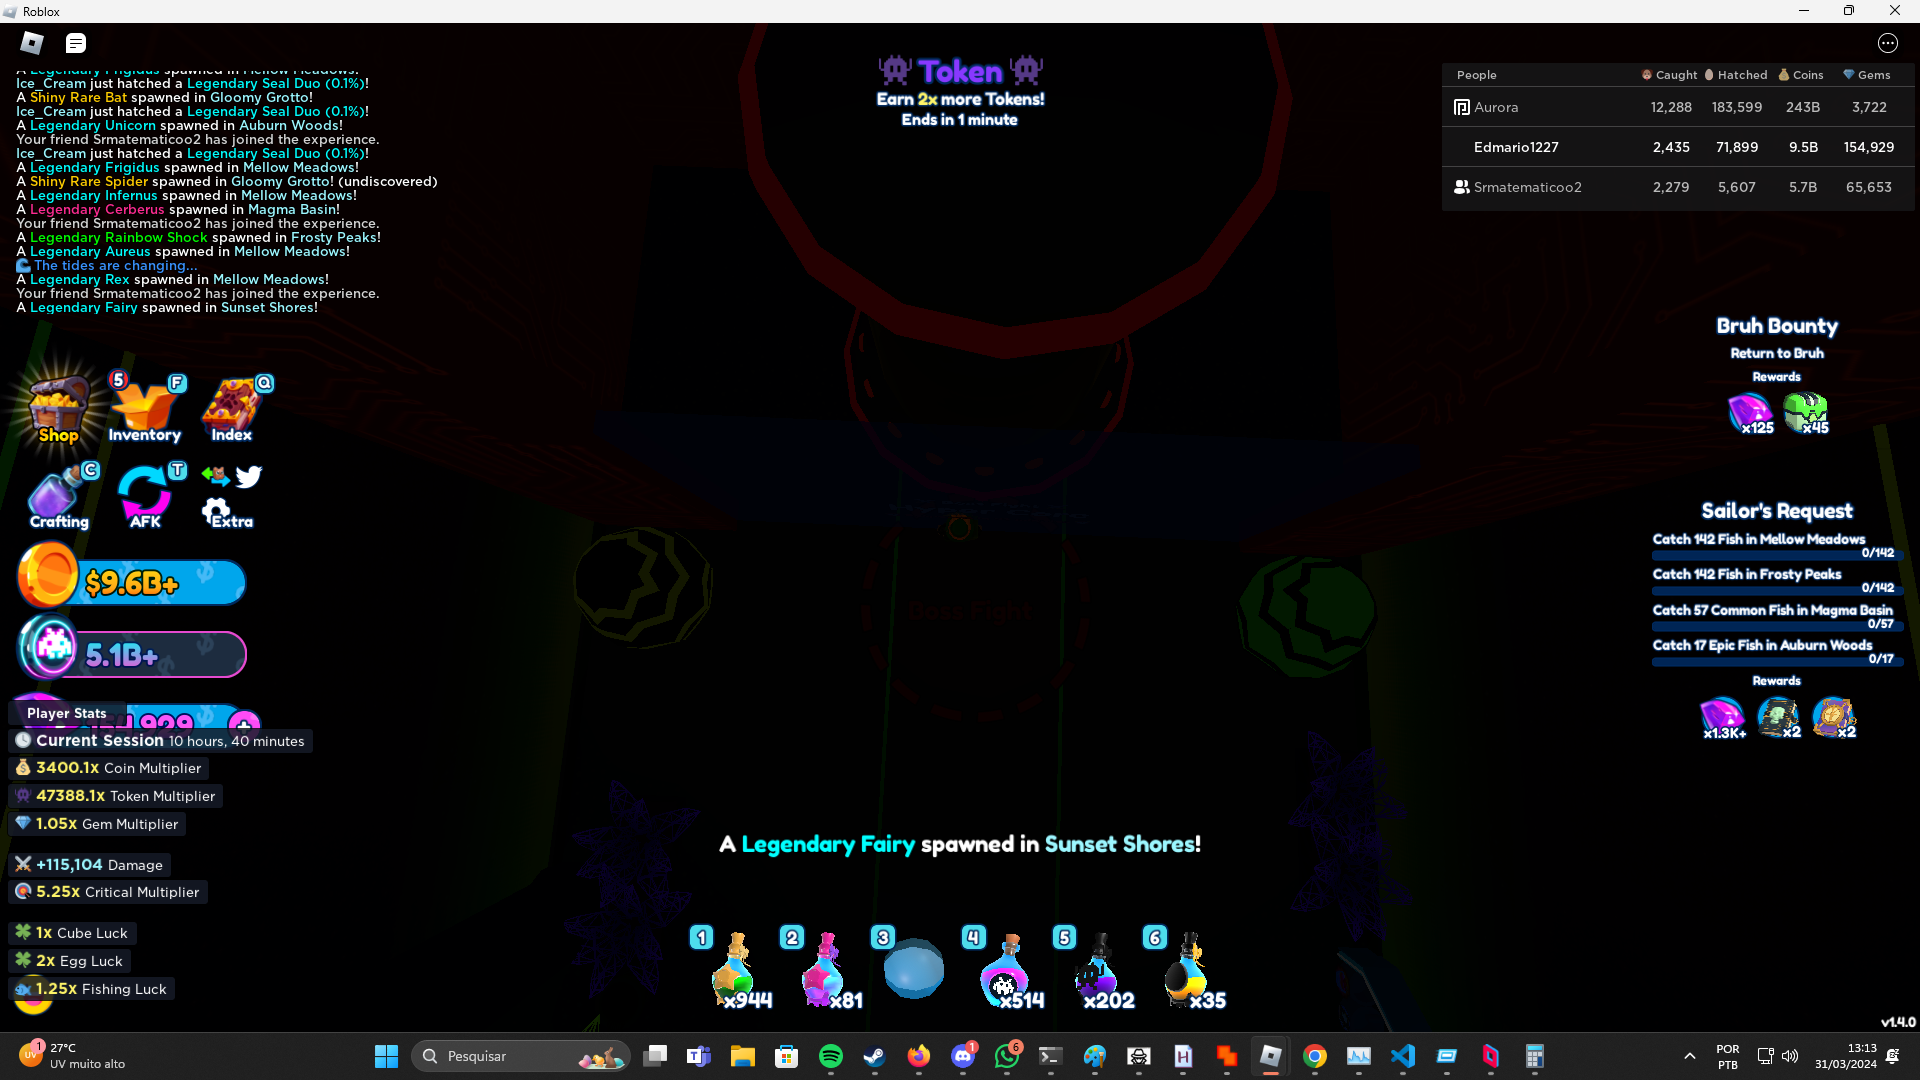 Roblox
A Legendary Frigidus spawned in Mellow Meadows!
Ice_Cream just hatched a Legendary Seal Duo (0.1%)!
A Shiny Rare Bat spawned in Gloomy Grotto!
Ice_Cream just hatched a Legendary Seal Duo (0.1%)!
A Legendary Unicorn spawned in Auburn Woods!
Your friend Srmatematicoo2 has joined the experience.
Ice_Cream just hatched a Legendary Seal Duo (0.1%)!
A Legendary Frigidus spawned in Mellow Meadows!
A Shiny Rare Spider spawned in Gloomy Grotto! (undiscovered)
A Legendary Infernus spawned in Mellow Meadows!
A Legendary Cerberus spawned in Magma Basin!
Your friend Srmatematicoo2 has joined the experience.
A Legendary Rainbow Shock spawned in Frosty Peaks!
A Legendary Aureus spawned in Mellow Meadows!
The tides are changing...
A Legendary Rex spawned in Mellow Meadows!
Your friend Srmatematicoo2 has joined the experience.
A Legendary Fairy spawned in Sunset Shores!
Token
Earn 2x more Tokens!
Ends in 1 minute
People Caught Hatched Coins Gems
Aurora 12,288 183,599 243B 3,722
Edmario1227 2,435 71,899 9.5B 154,929
Srmatematicoo2 2,279 5,607 5.7B 65,653
Bruh Bounty
Return to Bruh
Rewards
x125 x45
Sailor's Request
Catch 142 Fish in Mellow Meadows
0/142
Catch 142 Fish in Frosty Peaks
0/142
Catch 57 Common Fish in Magma Basin
0/57
Catch 17 Epic Fish in Auburn Woods
0/17
Rewards
x1.3K+ x2 x2
5 F Q
Shop Inventory Index
C T
Crafting AFK Extra
$9.6B+
5.1B+
154,929 +
Player Stats
Current Session 10 hours, 40 minutes
3400.1x Coin Multiplier
47388.1x Token Multiplier
1.05x Gem Multiplier
+115,104 Damage
5.25x Critical Multiplier
1x Cube Luck
2x Egg Luck
1.25x Fishing Luck
Boss Fight
A Legendary Fairy spawned in Sunset Shores!
1 2 3 4 5 6
x944 x81 x514 x202 x35
v1.4.0
UV 1
27°C
UV muito alto
Pesquisar
1
6
POR
PTB
13:13
31/03/2024